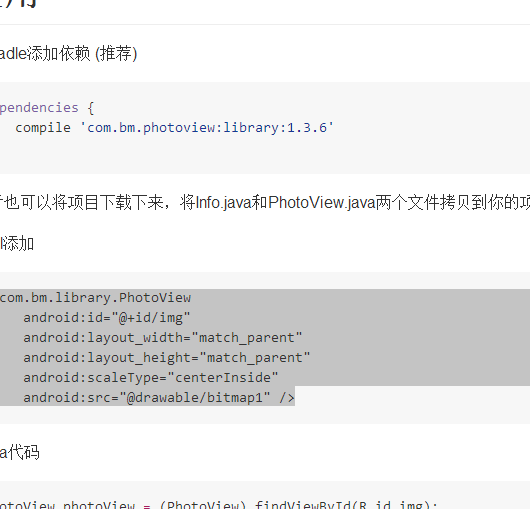 adle添加依赖 (推荐)
pendencies {
compile 'com.bm.photoview:library:1.3.6'
也可以将项目下载下来，将Info.java和PhotoView.java两个文件拷贝到你的项
l添加
com.bm.library.PhotoView
android:id="@+id/img"
android:layout_width="match_parent"
android:layout_height="match_parent"
android:scaleType="centerInside"
android:src="@drawable/bitmap1" />
a代码
otoView photoView = (PhotoView) findViewById(R.id.img);